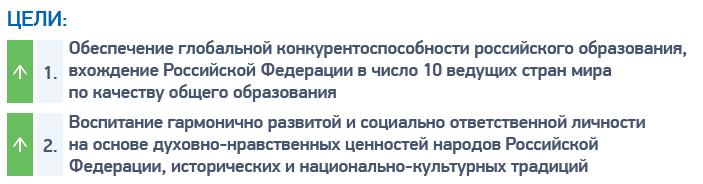 ЦЕЛИ:
1. Обеспечение глобальной конкурентоспособности российского образования,
вхождение Российской Федерации в число 10 ведущих стран мира
по качеству общего образования
2. Воспитание гармонично развитой и социально ответственной личности
на основе духовно-нравственных ценностей народов Российской
Федерации, исторических и национально-культурных традиций